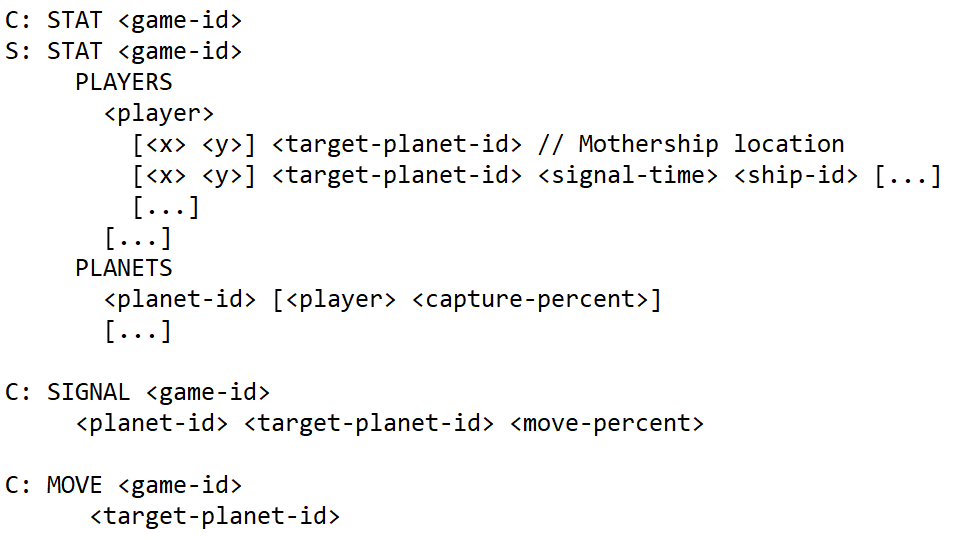 C: STAT <game-id>
S: STAT <game-id>
     PLAYERS
       <player>
         [<x> <y>] <target-planet-id> // Mothership location
         [<x> <y>] <target-planet-id> <signal-time> <ship-id> [...]
         [...]
       [...]
     PLANETS
       <planet-id> [<player> <capture-percent>]
       [...]

C: SIGNAL <game-id>
     <planet-id> <target-planet-id> <move-percent>

C: MOVE <game-id>
      <target-planet-id>